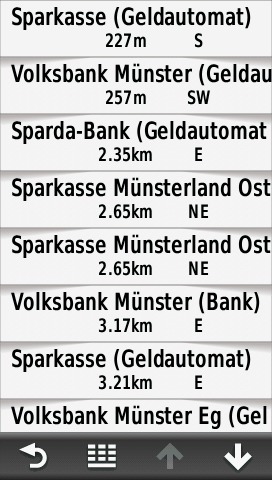 Sparkasse (Geldautomat)
227m S
Volksbank Münster (Geldau
257m SW
Sparda-Bank (Geldautomat
2.35km E
Sparkasse Münsterland Ost
2.65km NE
Sparkasse Münsterland Ost
2.65km NE
Volksbank Münster (Bank)
3.17km E
Sparkasse (Geldautomat)
3.21km E
Volksbank Münster Eg (Gel